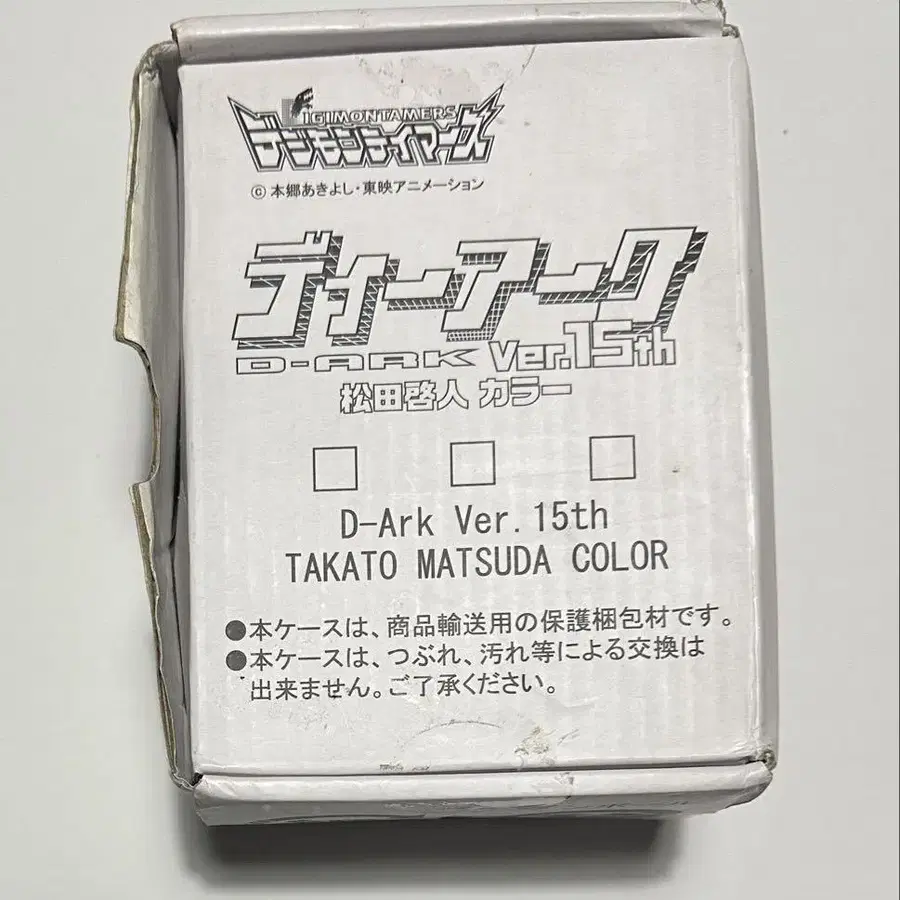 DIGIMONTAMERS
デジモンテイマーズ
© 本郷あきよし・東映アニメーション
ディーアーク
D-ARK Ver.15th
松田啓人 カラー
D-Ark Ver.15th
TAKATO MATSUDA COLOR
●本ケースは、商品輸送用の保護梱包材です。
●本ケースは、つぶれ、汚れ等による交換は
出来ません。ご了承ください。